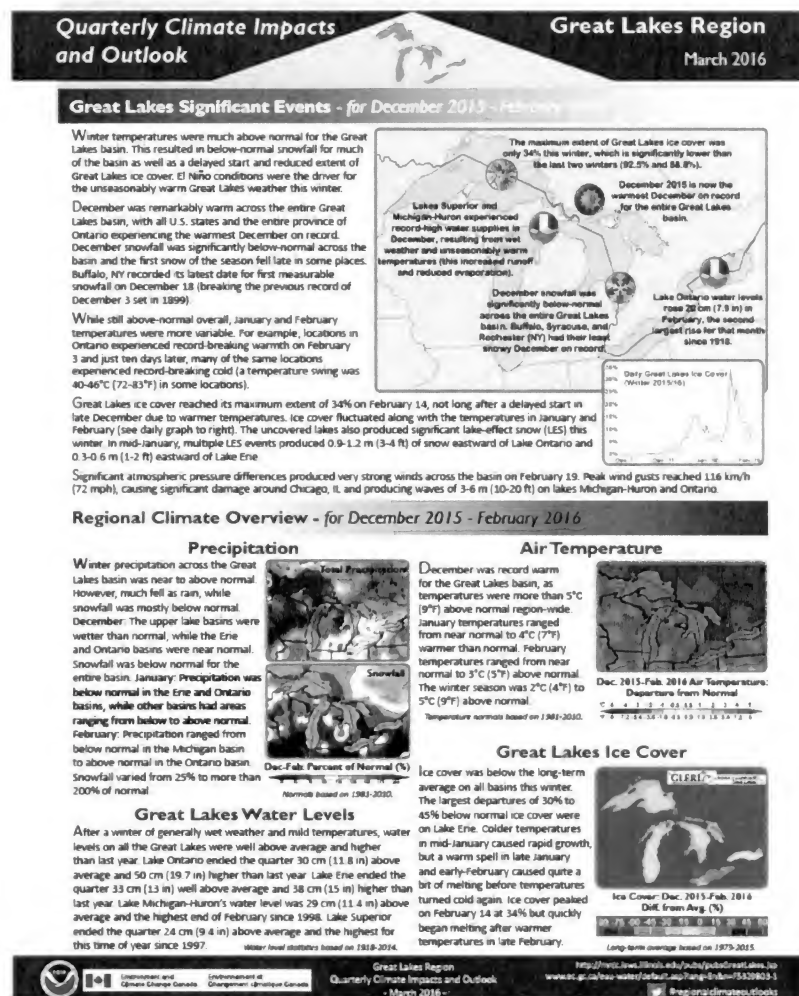 Quarterly Climate Impacts
and Outlook
Great Lakes Region
March 2016
Great Lakes Significant Events - for December 2015 - February
Winter temperatures were much above normal for the Great
Lakes basin. This resulted in below-normal snowfall for much
of the basin as well as a delayed start and reduced extent of
Great Lakes ice cover. El Niño conditions were the driver for
the unseasonably warm Great Lakes weather this winter.
December was remarkably warm across the entire Great
Lakes basin, with all U.S. states and the entire province of
Ontario experiencing the warmest December on record.
December snowfall was significantly below-normal across the
basin and the first snow of the season fell late in some places.
Buffalo, NY recorded its latest date for first measurable
snowfall on December 18 (breaking the previous record of
December 3 set in 1899).
While still above-normal overall, January and February
temperatures were more variable. For example, locations in
Ontario experienced record-breaking warmth on February
3 and just ten days later, many of the same locations
experienced record-breaking cold (a temperature swing was
40-46°C (72-83°F) in some locations).
The maximum extent of Great Lakes ice cover was
only 34% this winter, which is significantly lower than
the last two winters (92.5% and 88.8%).
December 2015 is now the
warmest December on record
for the entire Great Lakes
basin.
Lakes Superior and
Michigan-Huron experienced
record-high water supplies in
December, resulting from wet
weather and unseasonably warm
temperatures (this increased runoff
and reduced evaporation).
December snowfall was
significantly below-normal
across the entire Great Lakes
basin. Buffalo, Syracuse, and
Rochester (NY) had their least
snowy December on record.
Lake Ontario water levels
rose 20 cm (7.9 in) in
February, the second
largest rise for that month
since 1918.
Daily Great Lakes Ice Cover
(Winter 2015/16)
Great Lakes ice cover reached its maximum extent of 34% on February 14, not long after a delayed start in
late December due to warmer temperatures. Ice cover fluctuated along with the temperatures in January and
February (see daily graph to right). The uncovered lakes also produced significant lake-effect snow (LES) this
winter. In mid-January, multiple LES events produced 0.9-1.2 m (3-4 ft) of snow eastward of Lake Ontario and
0.3-0.6 m (1-2 ft) eastward of Lake Erie.
Significant atmospheric pressure differences produced very strong winds across the basin on February 19. Peak wind gusts reached 116 km/h
(72 mph), causing significant damage around Chicago, IL and producing waves of 3-6 m (10-20 ft) on lakes Michigan-Huron and Ontario.
Regional Climate Overview - for December 2015 - February 2016
Precipitation
Winter precipitation across the Great
Lakes basin was near to above normal.
However, much fell as rain, while
snowfall was mostly below normal.
December: The upper lake basins were
wetter than normal, while the Erie
and Ontario basins were near normal.
Snowfall was below normal for the
entire basin. January: Precipitation was
below normal in the Erie and Ontario
basins, while other basins had areas
ranging from below to above normal.
February: Precipitation ranged from
below normal in the Michigan basin
to above normal in the Ontario basin.
Snowfall varied from 25% to more than
200% of normal.
Total Precipitation
Snowfall
Dec-Feb: Percent of Normal (%)
Normals based on 1981-2010.
Air Temperature
December was record warm
for the Great Lakes basin, as
temperatures were more than 5°C
(9°F) above normal region-wide.
January temperatures ranged
from near normal to 4°C (7°F)
warmer than normal. February
temperatures ranged from near
normal to 3°C (5°F) above normal.
The winter season was 2°C (4°F) to
5°C (9°F) above normal.
Temperature normals based on 1981-2010.
Dec. 2015-Feb. 2016 Air Temperature:
Departure from Normal
Great Lakes Water Levels
After a winter of generally wet weather and mild temperatures, water
levels on all the Great Lakes were well above average and higher
than last year. Lake Ontario ended the quarter 30 cm (11.8 in) above
average and 50 cm (19.7 in) higher than last year. Lake Erie ended the
quarter 33 cm (13 in) well above average and 38 cm (15 in) higher than
last year. Lake Michigan-Huron's water level was 29 cm (11.4 in) above
average and the highest end of February since 1998. Lake Superior
ended the quarter 24 cm (9.4 in) above average and the highest for
this time of year since 1997.
Water level statistics based on 1918-2014.
Great Lakes Ice Cover
Ice cover was below the long-term
average on all basins this winter.
The largest departures of 30% to
45% below normal ice cover were
on Lake Erie. Colder temperatures
in mid-January caused rapid growth,
but a warm spell in late January
and early-February caused quite a
bit of melting before temperatures
turned cold again. Ice cover peaked
on February 14 at 34% but quickly
began melting after warmer
temperatures in late February.
GLERL
Ice Cover: Dec. 2015-Feb. 2016
Diff. from Avg. (%)
Long-term average based on 1973-2015.
Environment and
Climate Change Canada
Environnement et
Changement climatique Canada
Great Lakes Region
Quarterly Climate Impacts and Outlook
- March 2016 -
#regionalclimateoutlooks